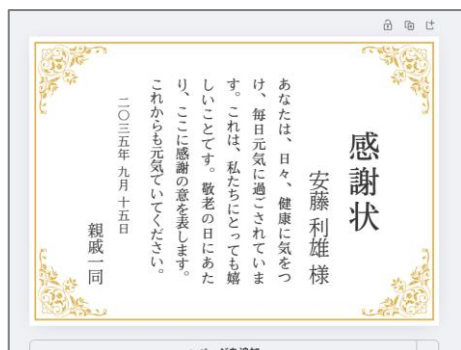 感謝状
安藤 利雄 様
あなたは、日々、健康に気をつ
け、毎日元気に過ごされていま
す。これは、私たちにとっても嬉
しいことです。敬老の日にあた
り、ここに感謝の意を表します。
これからも元気でいてください。
二〇三五年 九月 十五日
親戚一同